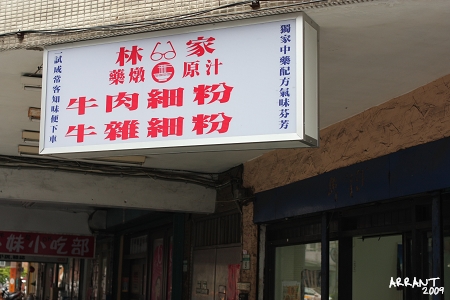 林家
藥燉原汁
牛肉細粉
牛雜細粉
獨家中藥配方氣味芬芳
一試成常客知味便下車
妹小吃部
ARRANT
2009